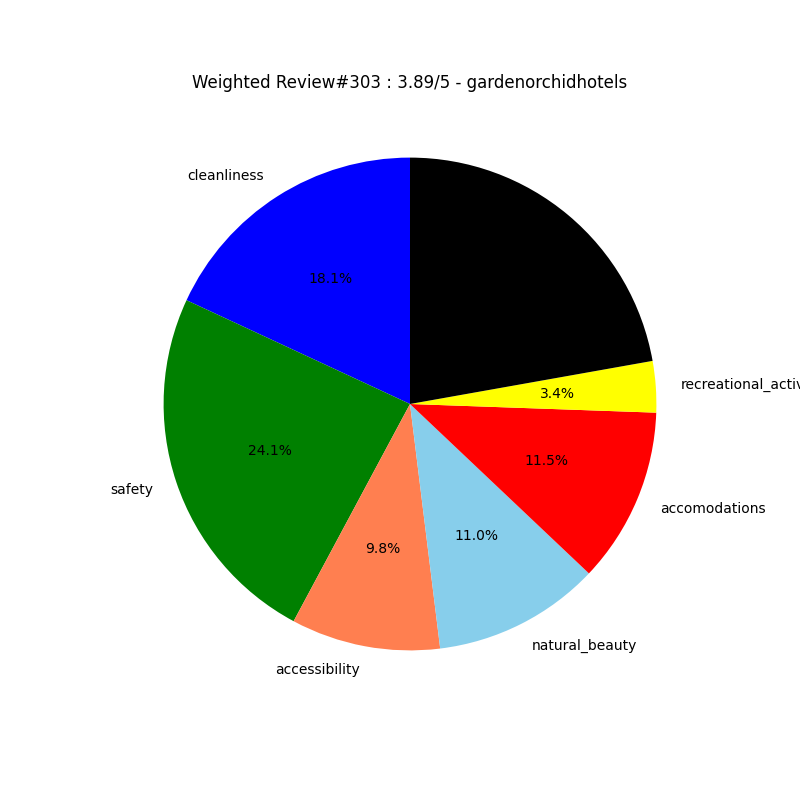 Weighted Review#303 : 3.89/5 - gardenorchidhotels
cleanliness
18.1%
recreational_activ
3.4%
24.1%
11.5%
safety
accomodations
9.8%
11.0%
natural_beauty
accessibility